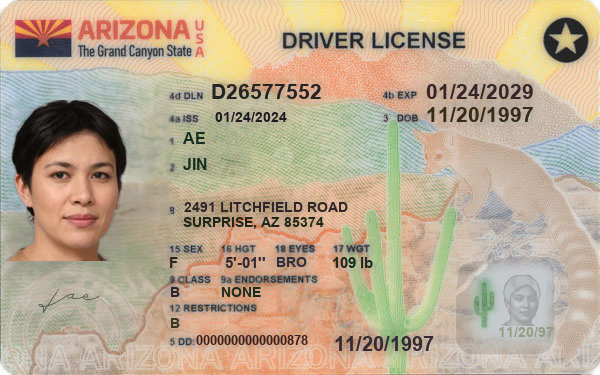 ARIZONA USA
The Grand Canyon State
DRIVER LICENSE
4d DLN D26577552 4b EXP 01/24/2029
4a ISS 01/24/2024 3 DOB 11/20/1997
1 AE
2 JIN
8 2491 LITCHFIELD ROAD
SURPRISE, AZ 85374
15 SEX 16 HGT 18 EYES 17 WGT
F 5'-01" BRO 109 lb
9 CLASS 9a ENDORSEMENTS
B NONE
12 RESTRICTIONS
B
5 DD: 0000000000000878 11/20/1997
11/20/97
ONA ARIZONA ARIZONA ARIZONA ARIZONA